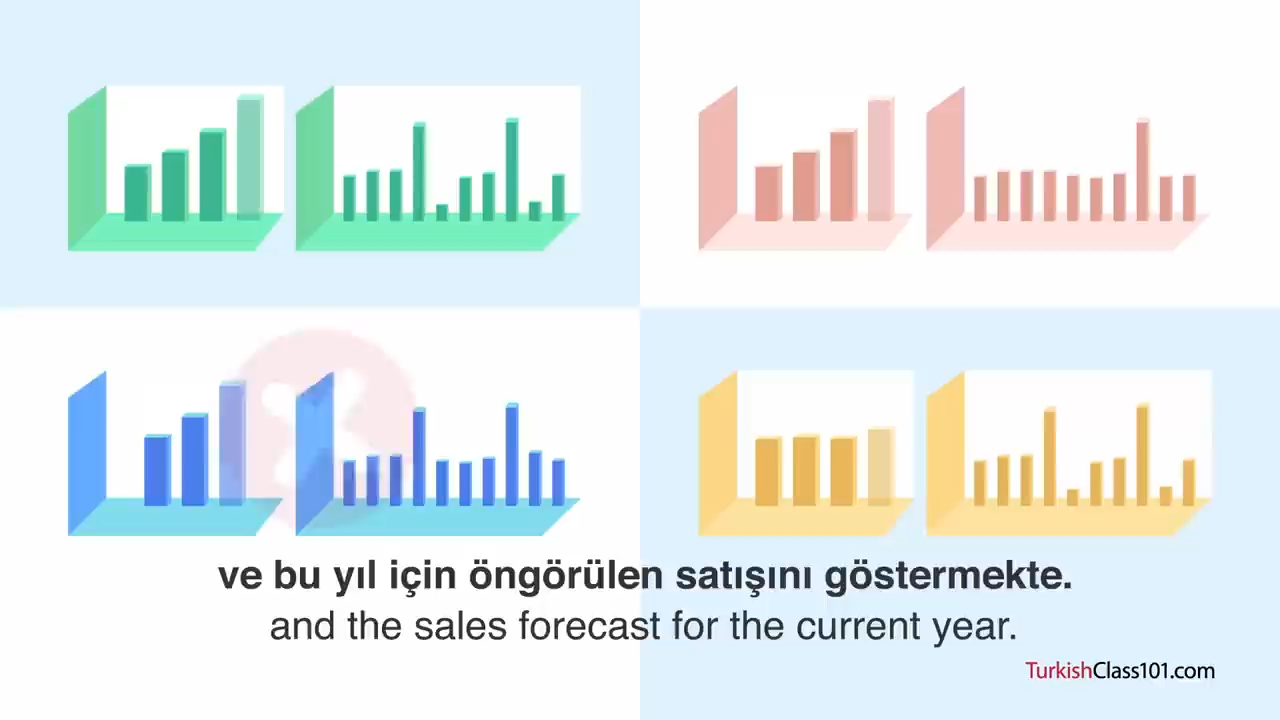 ve bu yıl için öngörülen satışını göstermekte.
and the sales forecast for the current year.
TurkishClass101.com